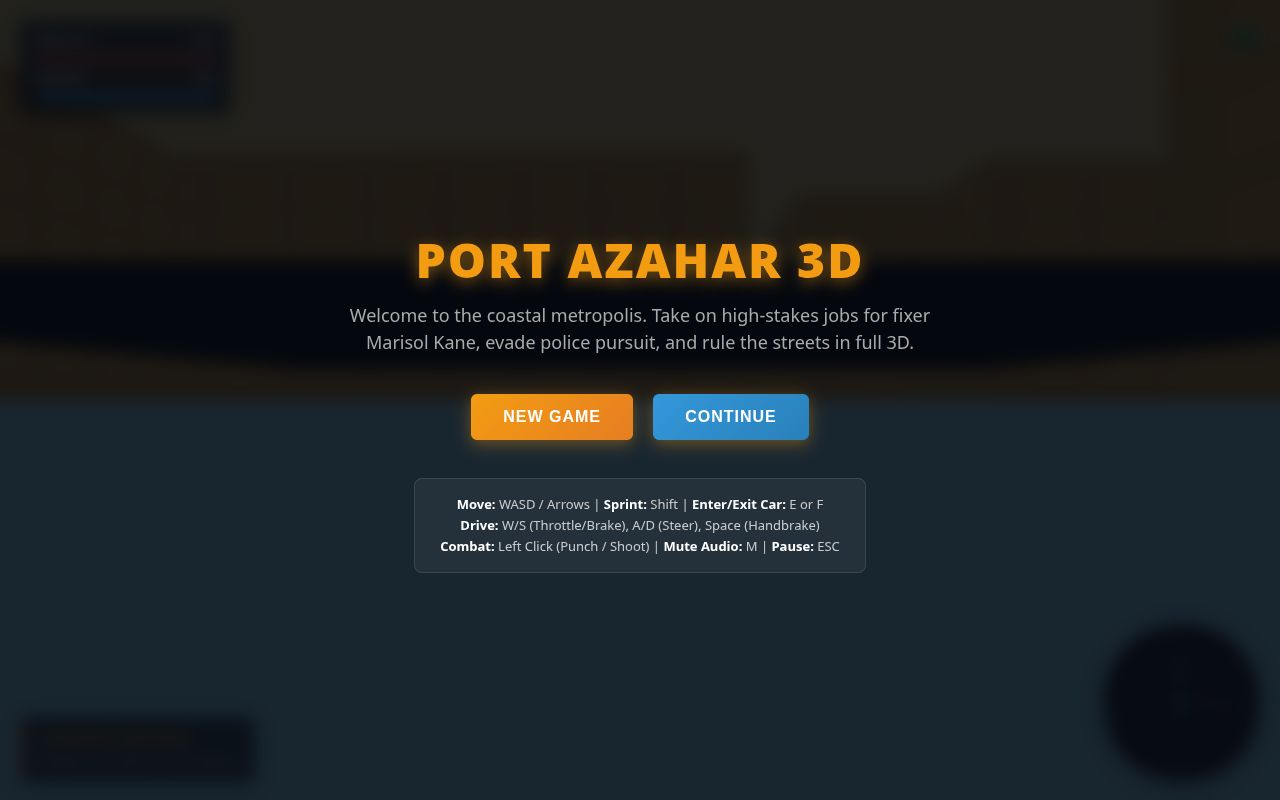 PORT AZAHAR 3D
Welcome to the coastal metropolis. Take on high-stakes jobs for fixer
Marisol Kane, evade police pursuit, and rule the streets in full 3D.
NEW GAME
CONTINUE
Move: WASD / Arrows | Sprint: Shift | Enter/Exit Car: E or F
Drive: W/S (Throttle/Brake), A/D (Steer), Space (Handbrake)
Combat: Left Click (Punch / Shoot) | Mute Audio: M | Pause: ESC